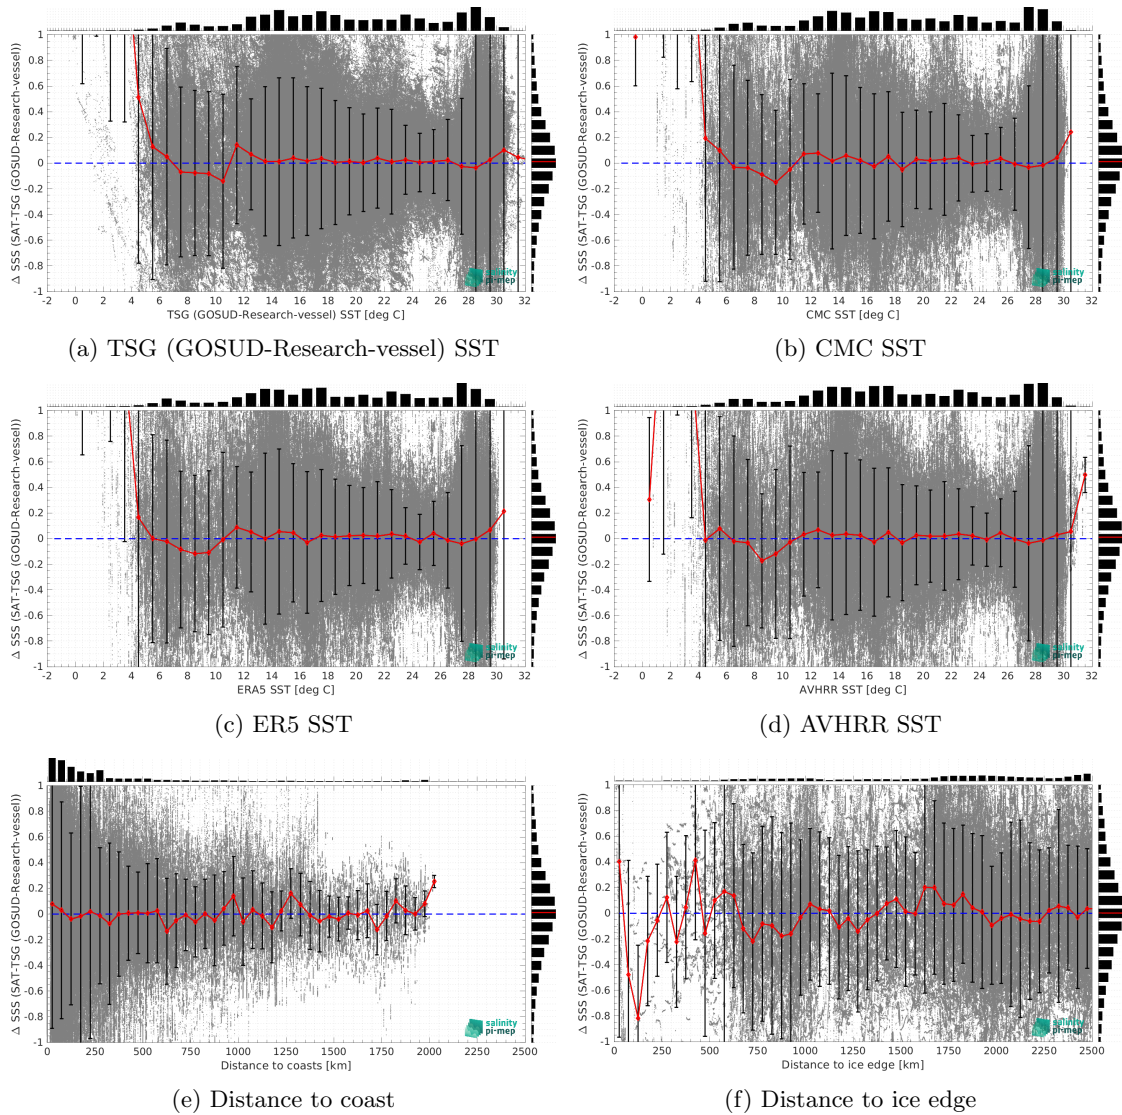 1
0.8
0.6
0.4
0.2
0
-0.2
-0.4
-0.6
-0.8
-1
Δ SSS (SAT-TSG (GOSUD-Research-vessel))
salinity
pi-mep
-2 0 2 4 6 8 10 12 14 16 18 20 22 24 26 28 30 32
TSG (GOSUD-Research-vessel) SST [deg C]
(a) TSG (GOSUD-Research-vessel) SST
1
0.8
0.6
0.4
0.2
0
-0.2
-0.4
-0.6
-0.8
-1
Δ SSS (SAT-TSG (GOSUD-Research-vessel))
salinity
pi-mep
-2 0 2 4 6 8 10 12 14 16 18 20 22 24 26 28 30 32
CMC SST [deg C]
(b) CMC SST
1
0.8
0.6
0.4
0.2
0
-0.2
-0.4
-0.6
-0.8
-1
Δ SSS (SAT-TSG (GOSUD-Research-vessel))
salinity
pi-mep
-2 0 2 4 6 8 10 12 14 16 18 20 22 24 26 28 30 32
ERA5 SST [deg C]
(c) ER5 SST
1
0.8
0.6
0.4
0.2
0
-0.2
-0.4
-0.6
-0.8
-1
Δ SSS (SAT-TSG (GOSUD-Research-vessel))
salinity
pi-mep
-2 0 2 4 6 8 10 12 14 16 18 20 22 24 26 28 30 32
AVHRR SST [deg C]
(d) AVHRR SST
1
0.8
0.6
0.4
0.2
0
-0.2
-0.4
-0.6
-0.8
-1
Δ SSS (SAT-TSG (GOSUD-Research-vessel))
salinity
pi-mep
0 250 500 750 1000 1250 1500 1750 2000 2250 2500
Distance to coasts [km]
(e) Distance to coast
1
0.8
0.6
0.4
0.2
0
-0.2
-0.4
-0.6
-0.8
-1
Δ SSS (SAT-TSG (GOSUD-Research-vessel))
salinity
pi-mep
0 250 500 750 1000 1250 1500 1750 2000 2250 2500
Distance to ice edge [km]
(f) Distance to ice edge